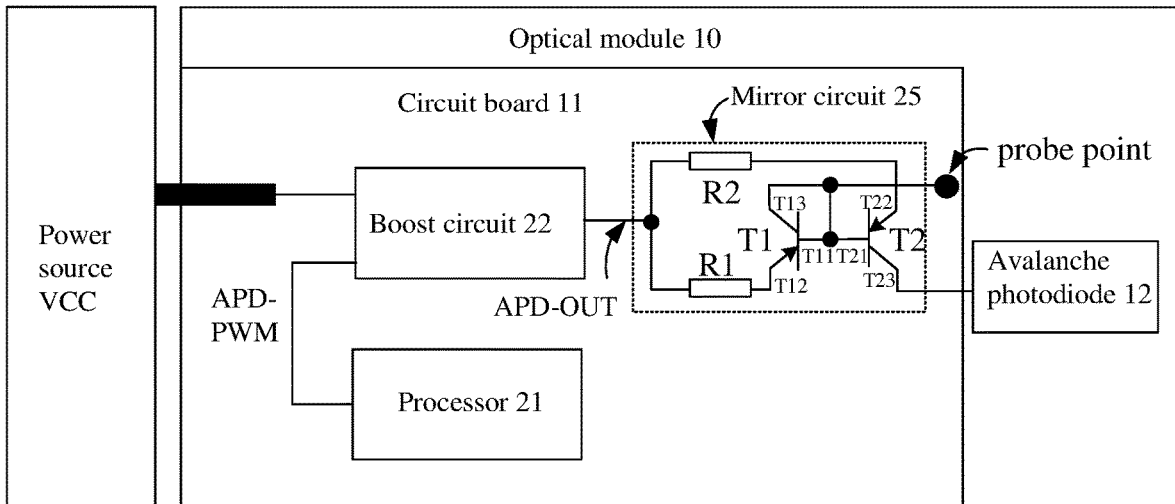 Optical module 10
Circuit board 11
Mirror circuit 25
probe point
R2
T13
T22
Boost circuit 22
T1
T11
T21
T2
Power
source
VCC
R1
T12
T23
Avalanche
photodiode 12
APD-
PWM
APD-OUT
Processor 21